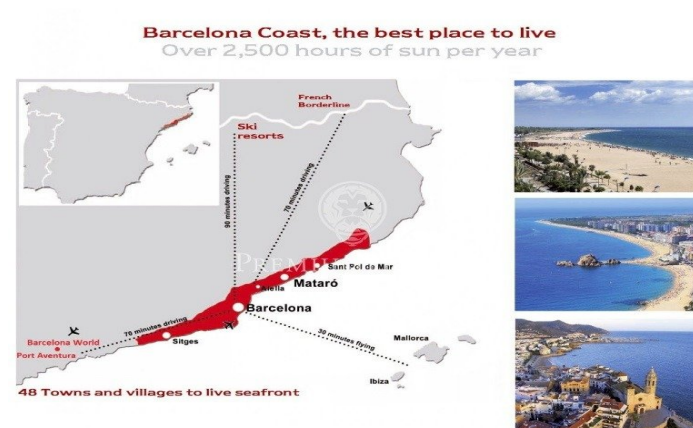 Barcelona Coast, the best place to live
Over 2,500 hours of sun per year
French
Borderline
Ski
resorts
90 minutes driving
70 minutes driving
Sant Pol de Mar
Mataró
Alella
Barcelona
70 minutes driving
30 minutes flying
Barcelona World
Port Aventura
Sitges
Mallorca
Ibiza
48 Towns and villages to live seafront